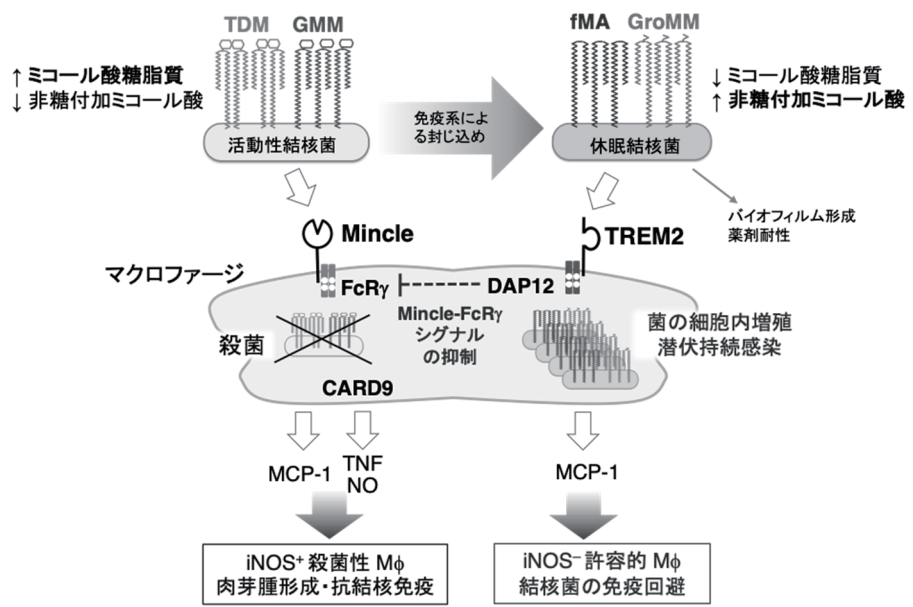 TDM GMM
fMA GroMM
↑ ミコール酸糖脂質
↓ 非糖付加ミコール酸
↓ ミコール酸糖脂質
↑ 非糖付加ミコール酸
免疫系によ
る封じ込め
活動性結核菌
休眠結核菌
バイオフィルム形成
薬剤耐性
Mincle
TREM2
マクロファージ
FcRγ
DAP12
Mincle-FcRγ
シグナル
の抑制
殺菌
菌の細胞内増殖
潜伏持続感染
CARD9
MCP-1
TNF
NO
MCP-1
iNOS⁺ 殺菌性 Mϕ
肉芽腫形成・抗結核免疫
iNOS⁻ 許容的 Mϕ
結核菌の免疫回避